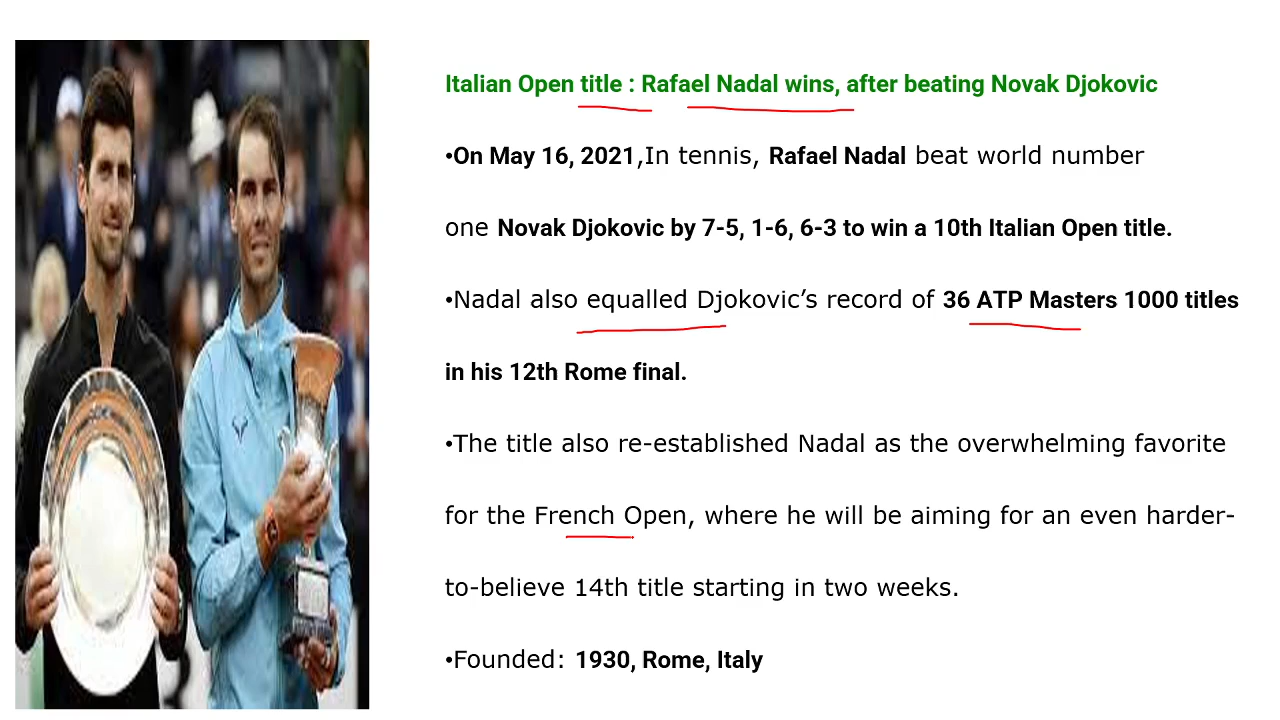 Italian Open title : Rafael Nadal wins, after beating Novak Djokovic
•On May 16, 2021,In tennis, Rafael Nadal beat world number
one Novak Djokovic by 7-5, 1-6, 6-3 to win a 10th Italian Open title.
•Nadal also equalled Djokovic’s record of 36 ATP Masters 1000 titles
in his 12th Rome final.
•The title also re-established Nadal as the overwhelming favorite
for the French Open, where he will be aiming for an even harder-
to-believe 14th title starting in two weeks.
•Founded: 1930, Rome, Italy